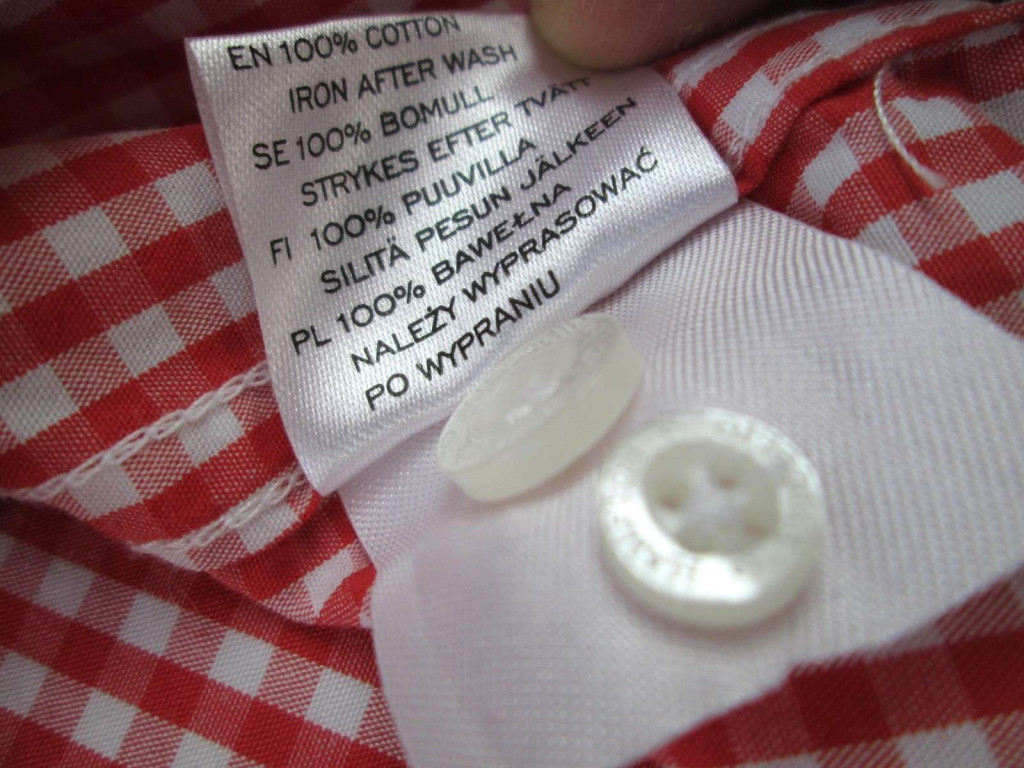 EN 100% COTTON
IRON AFTER WASH
SE 100% BOMULL
STRYKES EFTER TVÄTT
FI 100% PUUVILLA
SILITÄ PESUN JÄLKEEN
PL 100% BAWEŁNA
NALEŻY WYPRASOWAĆ
PO WYPRANIU